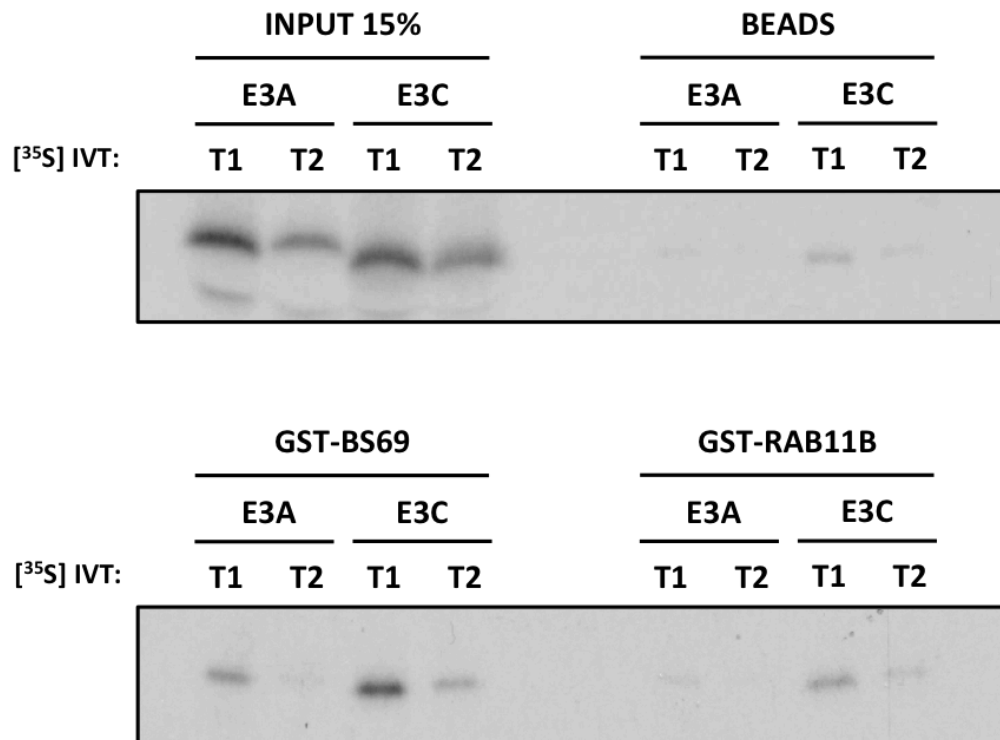 INPUT 15% BEADS
E3A E3C E3A E3C
[³⁵S] IVT: T1 T2 T1 T2 T1 T2 T1 T2
GST-BS69 GST-RAB11B
E3A E3C E3A E3C
[³⁵S] IVT: T1 T2 T1 T2 T1 T2 T1 T2